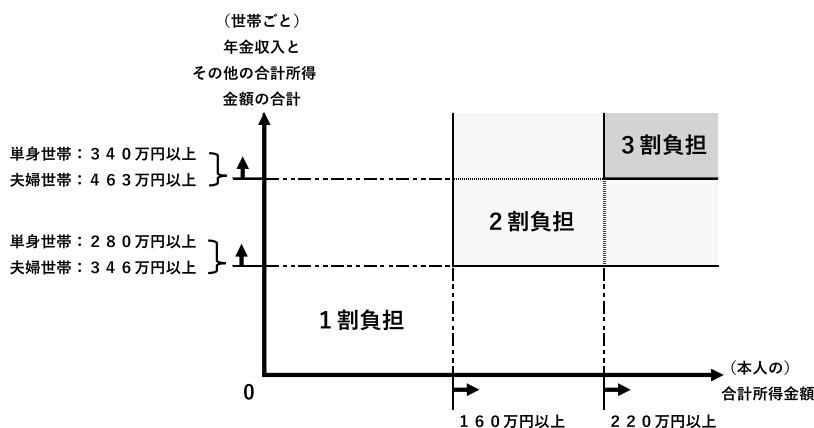 （世帯ごと）
年金収入と
その他の合計所得
金額の合計
単身世帯：３４０万円以上
夫婦世帯：４６３万円以上
３割負担
２割負担
単身世帯：２８０万円以上
夫婦世帯：３４６万円以上
１割負担
（本人の）
合計所得金額
0
１６０万円以上
２２０万円以上